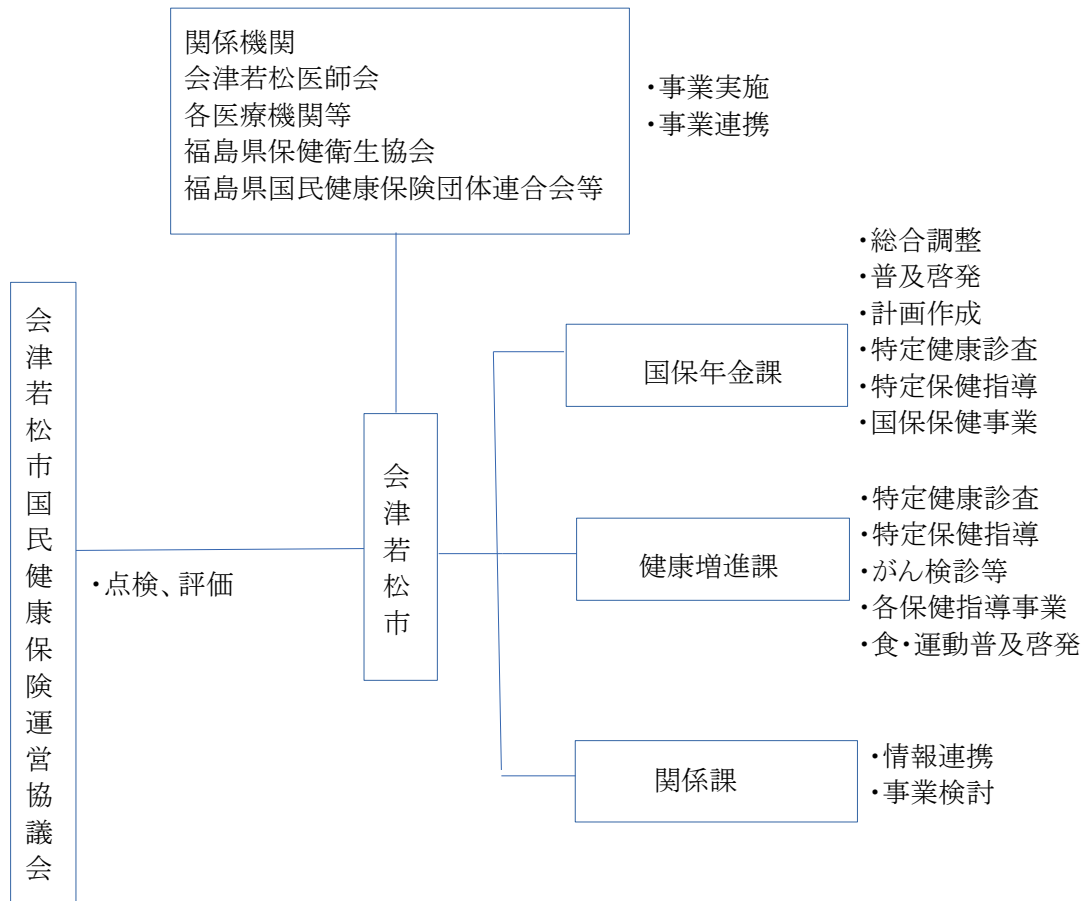 関係機関
会津若松医師会
各医療機関等
福島県保健衛生協会
福島県国民健康保険団体連合会等
・事業実施
・事業連携
会津若松市国民健康保険運営協議会
・点検、評価
会津若松市
国保年金課
・総合調整
・普及啓発
・計画作成
・特定健康診査
・特定保健指導
・国保保健事業
健康増進課
・特定健康診査
・特定保健指導
・がん検診等
・各保健指導事業
・食・運動普及啓発
関係課
・情報連携
・事業検討